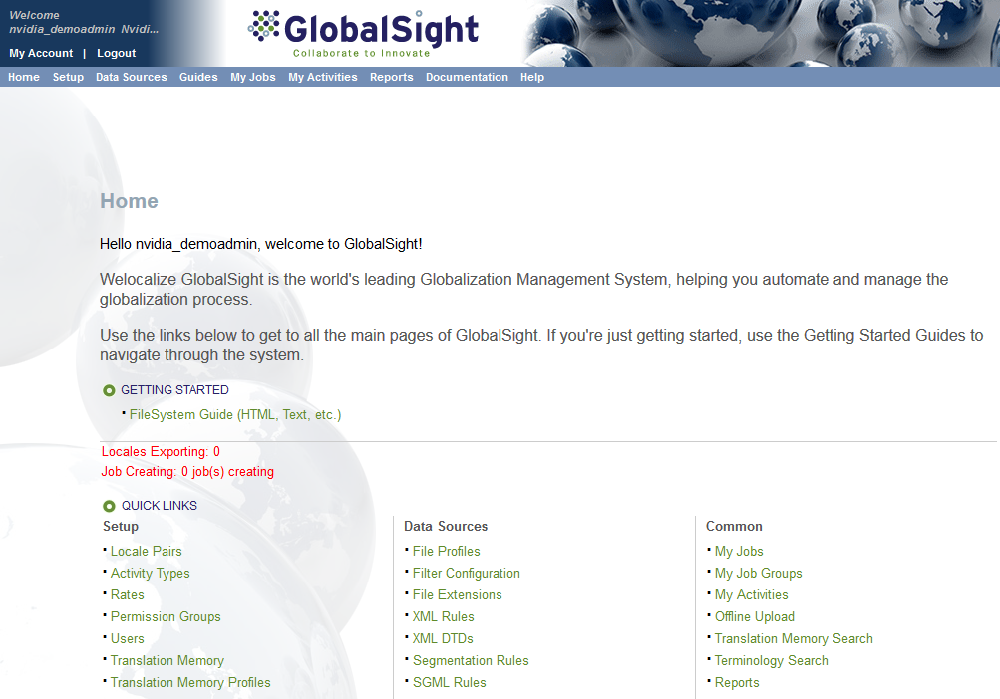 Welcome
nvidia_demoadmin Nvidi...
My Account | Logout
GlobalSight
Collaborate to Innovate
Home Setup Data Sources Guides My Jobs My Activities Reports Documentation Help
Home
Hello nvidia_demoadmin, welcome to GlobalSight!
Welocalize GlobalSight is the world's leading Globalization Management System, helping you automate and manage the
globalization process.
Use the links below to get to all the main pages of GlobalSight. If you're just getting started, use the Getting Started Guides to
navigate through the system.
GETTING STARTED
FileSystem Guide (HTML, Text, etc.)
Locales Exporting: 0
Job Creating: 0 job(s) creating
QUICK LINKS
Setup
Locale Pairs
Activity Types
Rates
Permission Groups
Users
Translation Memory
Translation Memory Profiles
Data Sources
File Profiles
Filter Configuration
File Extensions
XML Rules
XML DTDs
Segmentation Rules
SGML Rules
Common
My Jobs
My Job Groups
My Activities
Offline Upload
Translation Memory Search
Terminology Search
Reports